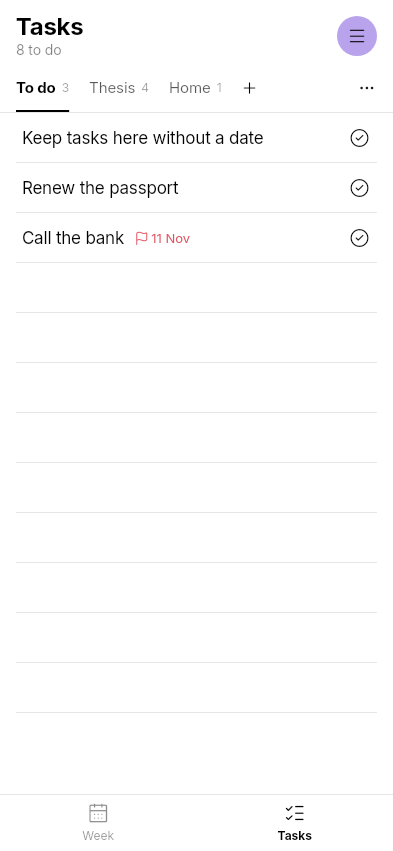 Tasks
8 to do
To do 3 Thesis 4 Home 1
Keep tasks here without a date
Renew the passport
Call the bank 11 Nov
Week Tasks